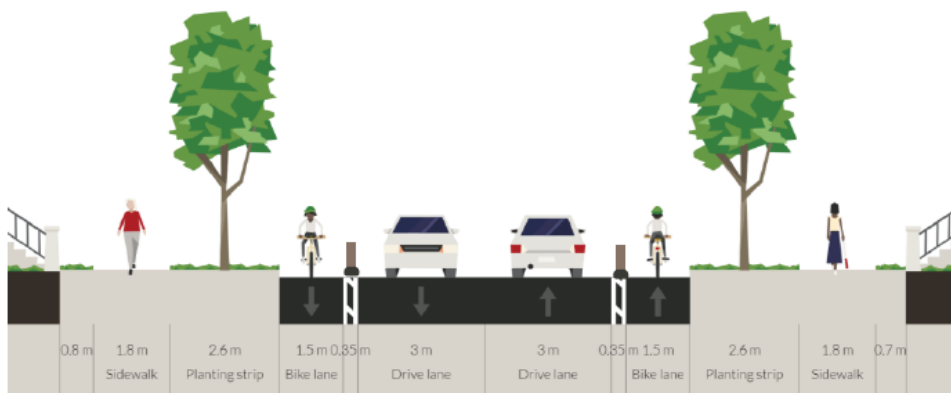 0.8 m 1.8 m 2.6 m 1.5 m 0.35 m 3 m 3 m 0.35 m 1.5 m 2.6 m 1.8 m 0.7 m
Sidewalk Planting strip Bike lane Drive lane Drive lane Bike lane Planting strip Sidewalk